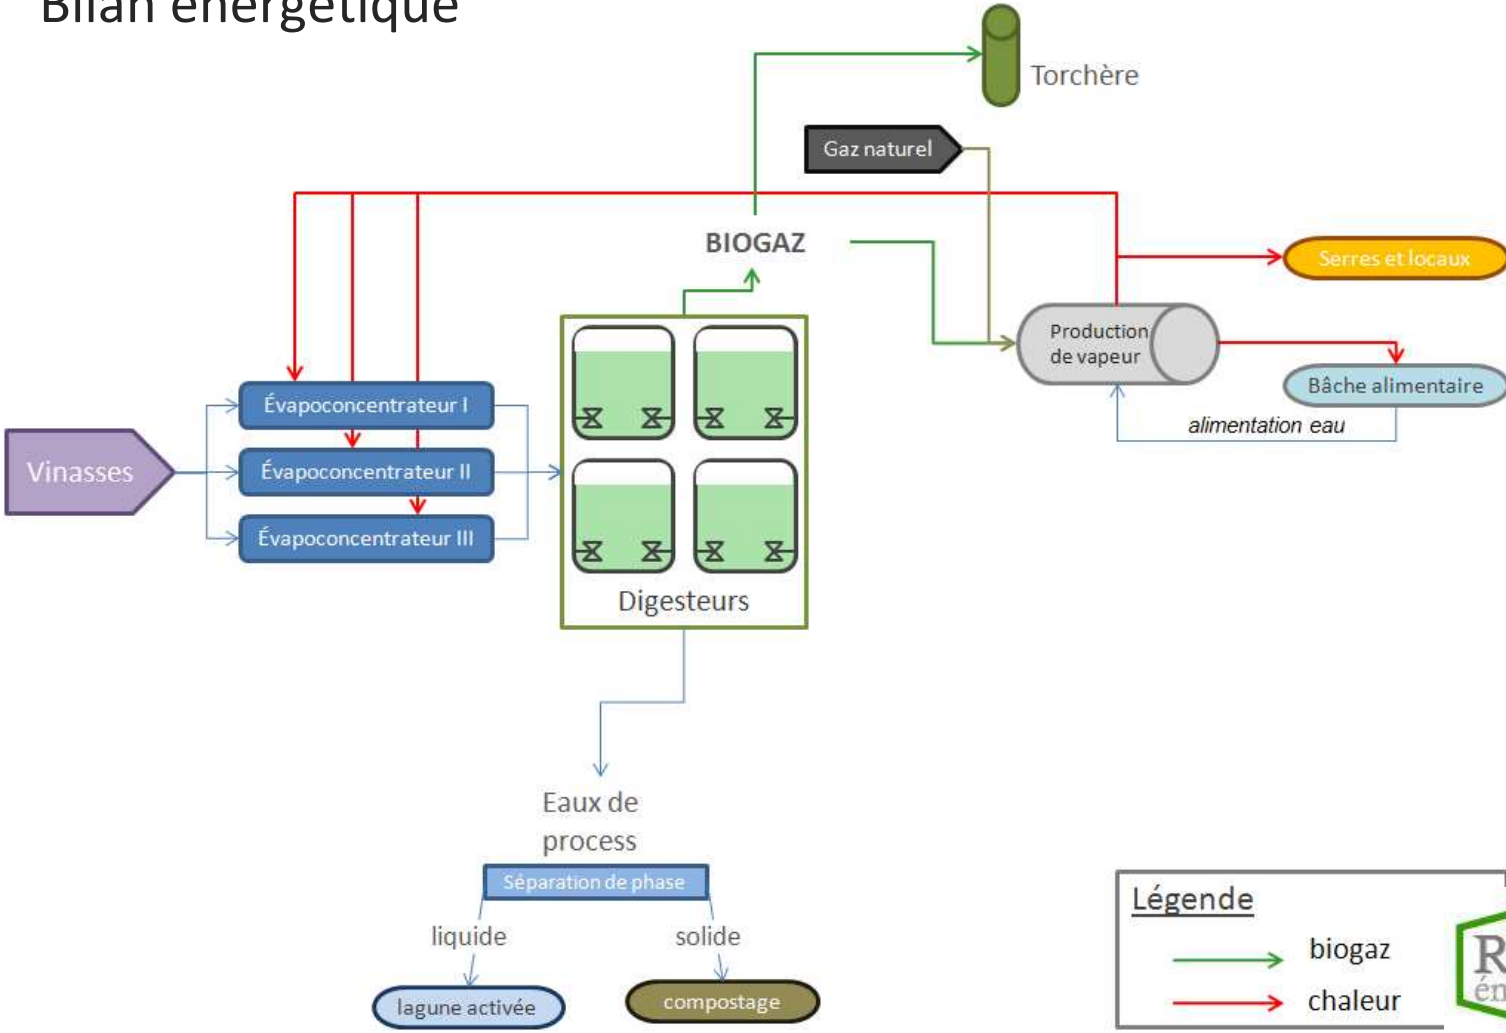 Bilan énergétique
Torchère
Gaz naturel
BIOGAZ
Serres et locaux
Production
de vapeur
Bâche alimentaire
alimentation eau
Évapoconcentrateur I
Vinasses
Évapoconcentrateur II
Évapoconcentrateur III
Digesteurs
Eaux de
process
Séparation de phase
liquide
solide
lagune activée
compostage
Légende
biogaz
chaleur